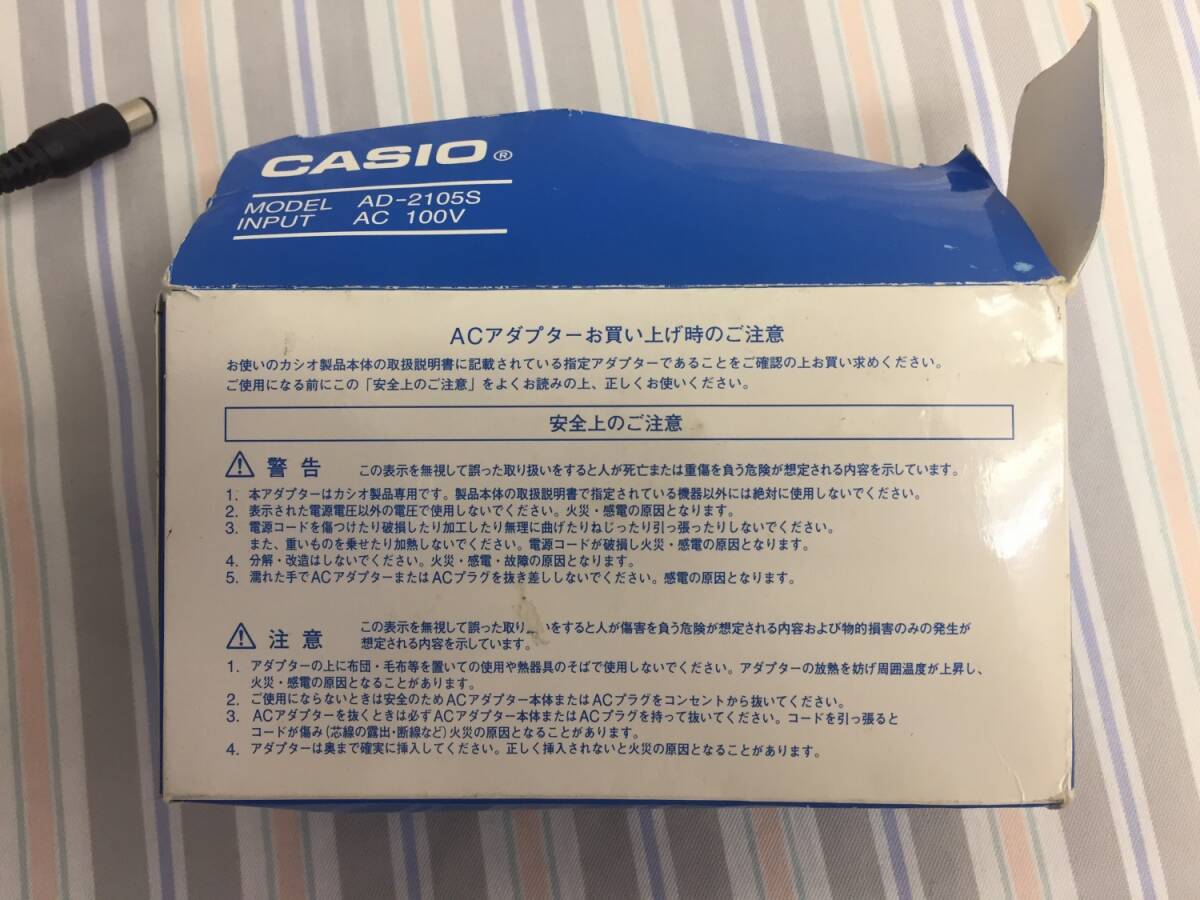 CASIO®
MODEL AD-2105S
INPUT AC 100V
ACアダプターお買い上げ時のご注意
お使いのカシオ製品本体の取扱説明書に記載されている指定アダプターであることをご確認の上お買い求めください。
ご使用になる前にこの「安全上のご注意」をよくお読みの上、正しくお使いください。
安全上のご注意
警告 この表示を無視して誤った取り扱いをすると人が死亡または重傷を負う危険が想定される内容を示しています。
1. 本アダプターはカシオ製品専用です。製品本体の取扱説明書で指定されている機器以外には絶対に使用しないでください。
2. 表示された電源電圧以外の電圧で使用しないでください。火災・感電の原因となります。
3. 電源コードを傷つけたり破損したり加工したり無理に曲げたりねじったり引っ張ったりしないでください。
また、重いものを乗せたり加熱しないでください。電源コードが破損し火災・感電の原因となります。
4. 分解・改造はしないでください。火災・感電・故障の原因となります。
5. 濡れた手でACアダプターまたはACプラグを抜き差ししないでください。感電の原因となります。
注意 この表示を無視して誤った取り いをすると人が傷害を負う危険が想定される内容および物的損害のみの発生が
想定される内容を示しています。
1. アダプターの上に布団・毛布等を置いての使用や熱器具のそばで使用しないでください。アダプターの放熱を妨げ周囲温度が上昇し、
火災・感電の原因となることがあります。
2. ご使用にならないときは安全のためACアダプター本体またはACプラグをコンセントから抜いてください。
3. ACアダプターを抜くときは必ずACアダプター本体またはACプラグを持って抜いてください。コードを引っ張ると
コードが傷み(芯線の露出・断線など)火災の原因となることがあります。
4. アダプターは奥まで確実に挿入してください。正しく挿入されないと火災の原因となることがあります。